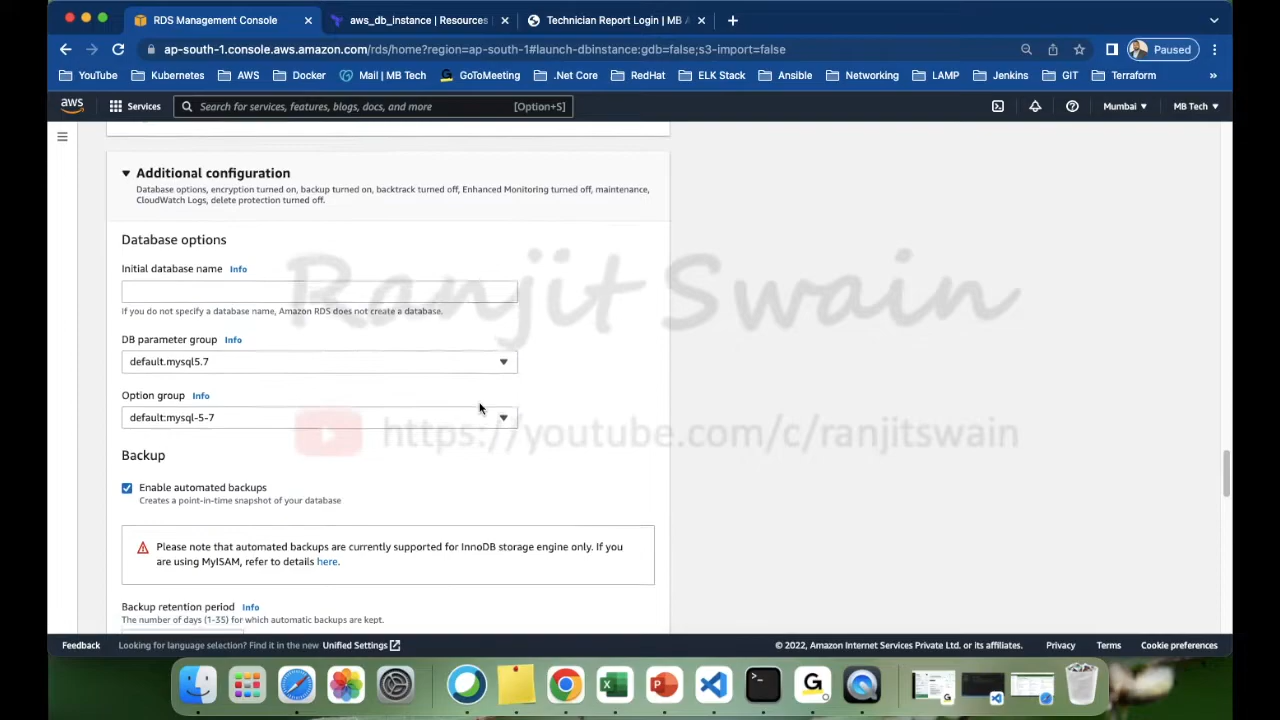 RDS Management Console
aws_db_instance | Resources
Technician Report Login | MB A
ap-south-1.console.aws.amazon.com/rds/home?region=ap-south-1#launch-dbinstance:gdb=false;s3-import=false
Paused
YouTube
Kubernetes
AWS
Docker
Mail | MB Tech
GoToMeeting
.Net Core
RedHat
ELK Stack
Ansible
Networking
LAMP
Jenkins
GIT
Terraform
»
aws
Services
Search for services, features, blogs, docs, and more
[Option+S]
Mumbai
MB Tech
Additional configuration
Database options, encryption turned on, backup turned on, backtrack turned off, Enhanced Monitoring turned off, maintenance,
CloudWatch Logs, delete protection turned off.
Database options
Initial database name Info
If you do not specify a database name, Amazon RDS does not create a database.
Ranjit Swain
DB parameter group Info
default.mysql5.7
Option group Info
default:mysql-5-7
https://youtube.com/c/ranjitswain
Backup
Enable automated backups
Creates a point-in-time snapshot of your database
Please note that automated backups are currently supported for InnoDB storage engine only. If you
are using MyISAM, refer to details here.
Backup retention period Info
The number of days (1-35) for which automatic backups are kept.
Feedback
Looking for language selection? Find it in the new Unified Settings
© 2022, Amazon Internet Services Private Ltd. or its affiliates.
Privacy
Terms
Cookie preferences